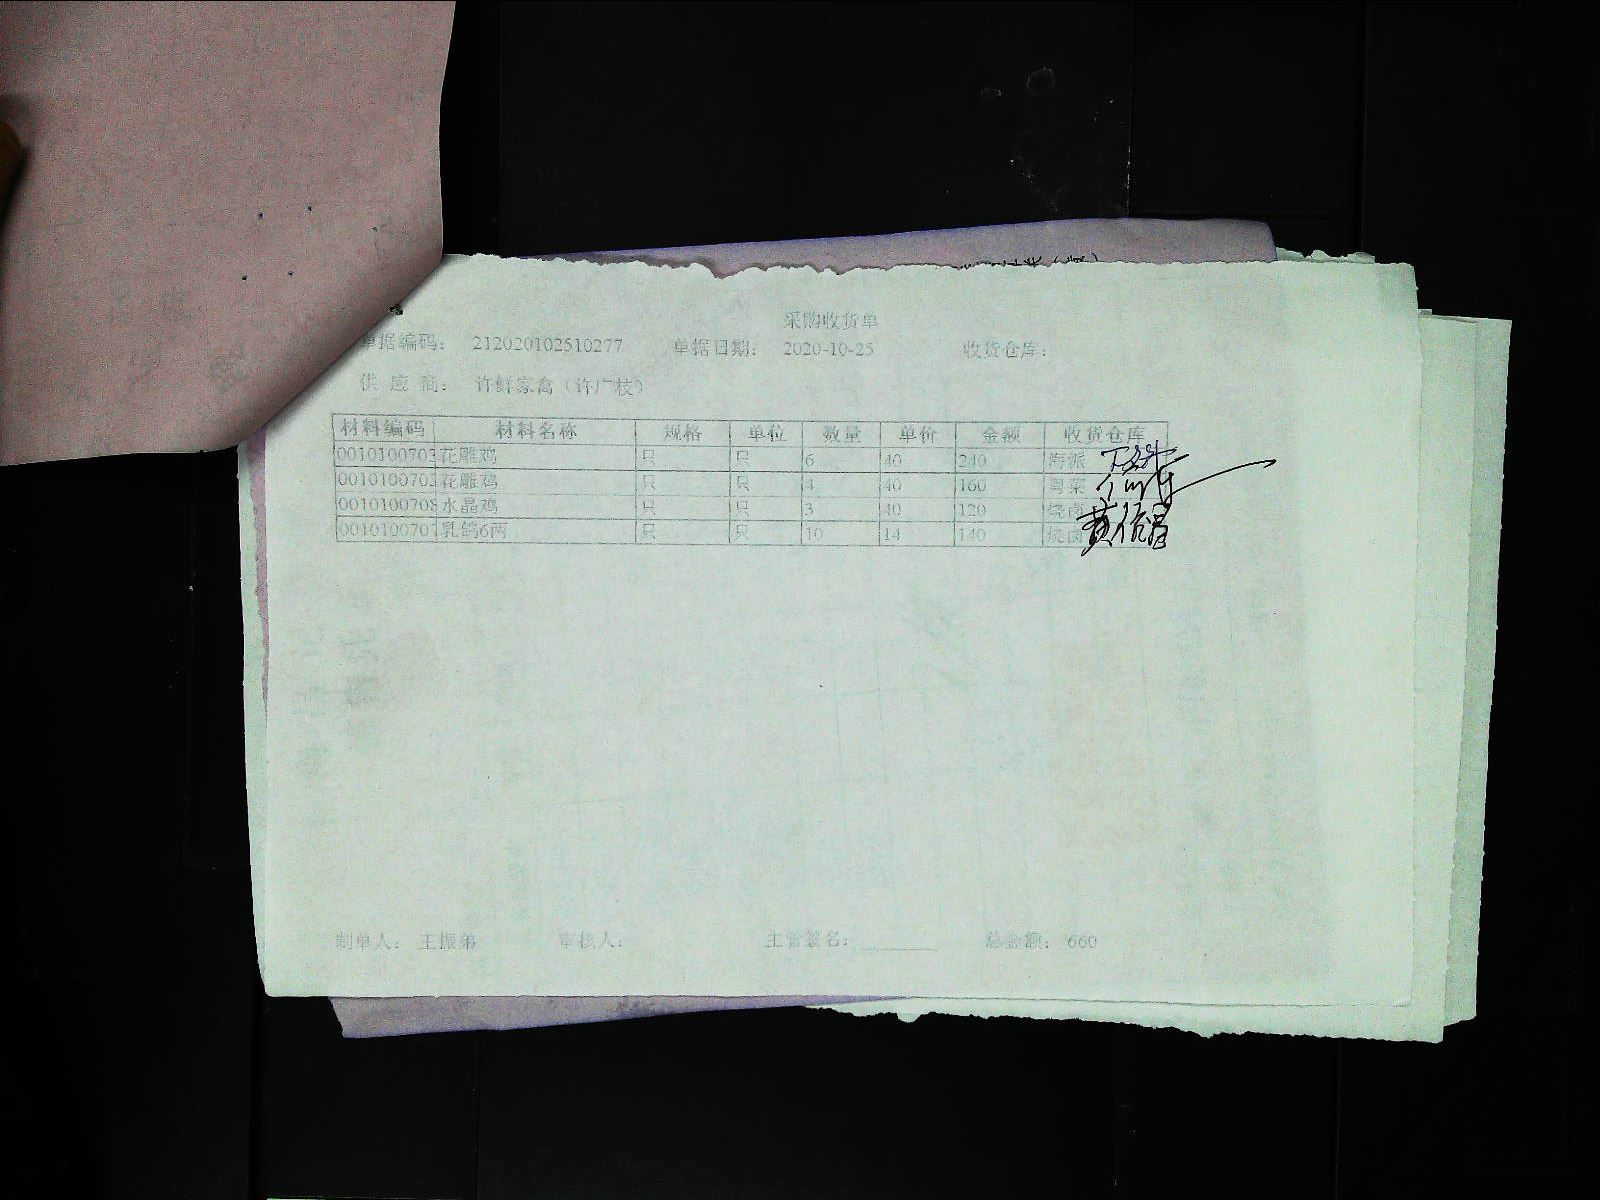 采购收货单
单据编码： 212020102510277 单据日期： 2020-10-25 收货仓库：
供 应 商： 许鲜家禽（许广枝）
材料编码 材料名称 规格 单位 数量 单价 金额 收货仓库
0010100703 花雕鸡 只 只 6 40 240 海派
0010100703 花雕鸡 只 只 4 40 160 粤菜
0010100708 水晶鸡 只 只 3 40 120 烧卤
0010100707 乳鸽6两 只 只 10 14 140 烧卤
制单人： 王振弟 审核人： 主管签名： 总金额： 660